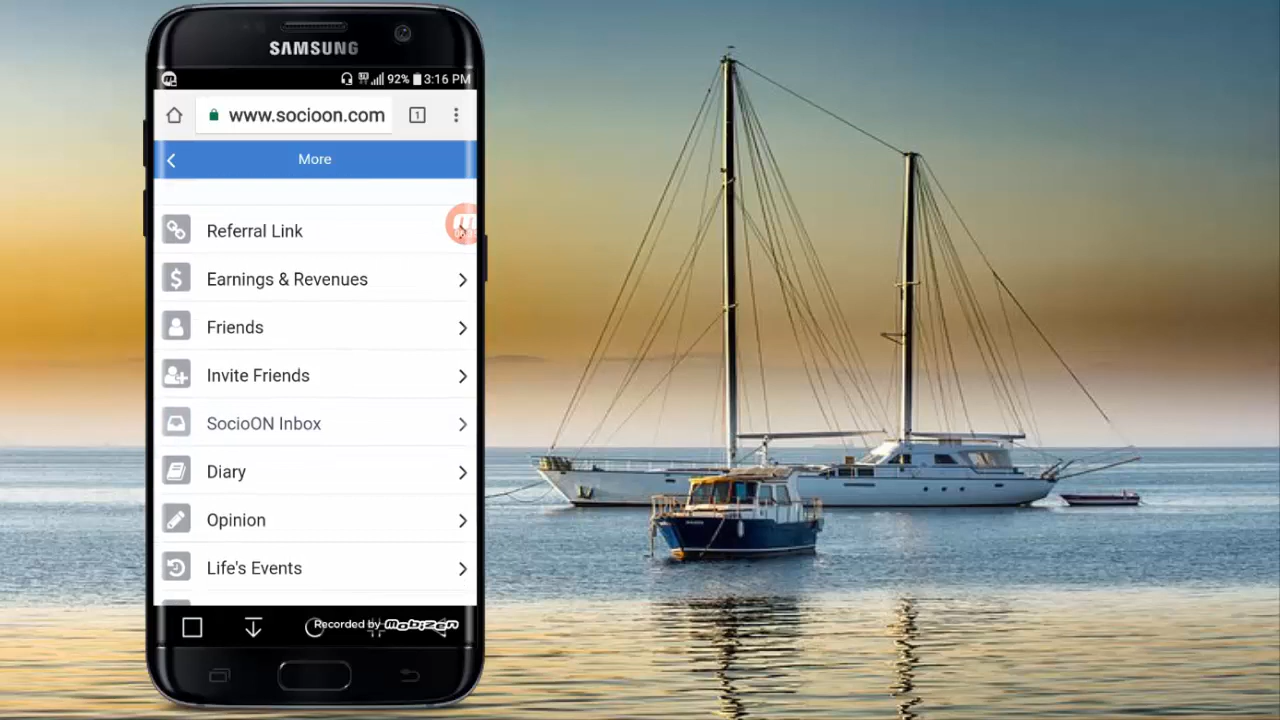 SAMSUNG
92% 3:16 PM
www.socioon.com
1
More
Referral Link
Earnings & Revenues
Friends
Invite Friends
SocioON Inbox
Diary
Opinion
Life's Events
Recorded by mobizen